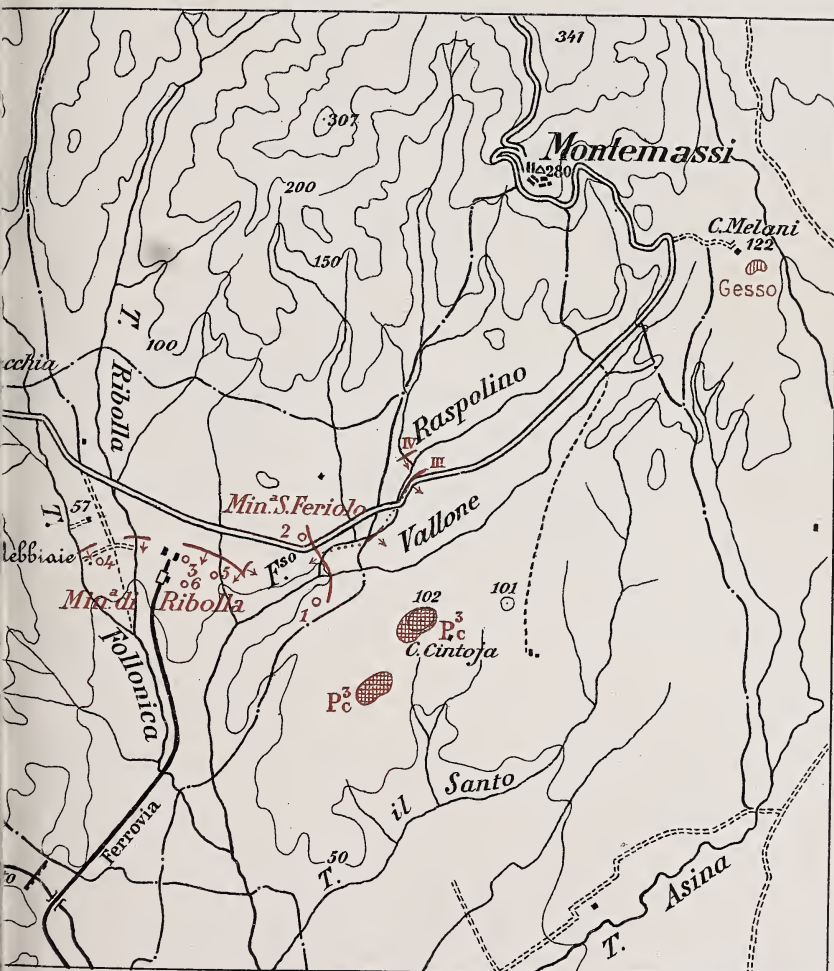 341
307
Montemassi
280
200
C. Melani
122
Gesso
150
T. Ribolla
100
cchia
Raspolino
IV
III
Min.ª S. Feriolo
2
Vallone
57
T. Follonica
lebbiaie
4
3
5
6
F.so
Min.ª di Ribolla
1
102
101
P³c
C. Cintoja
P³c
T. il Santo
50
Ferrovia
to
T. Asina